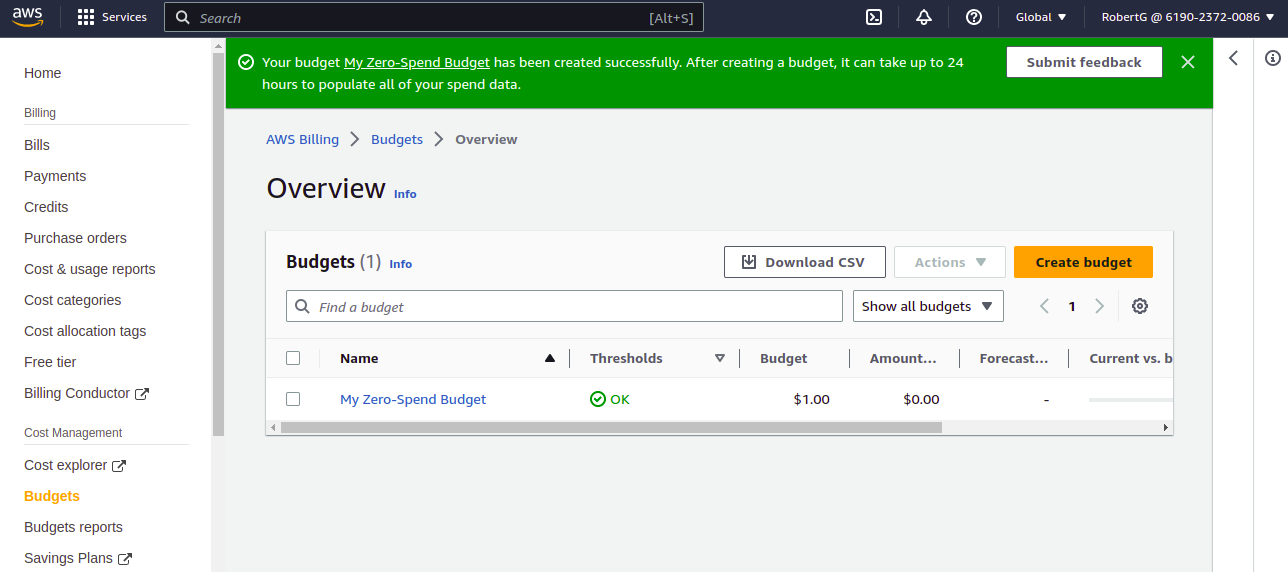 aws
Services
Search
[Alt+S]
Global
RobertG @ 6190-2372-0086
Home
Billing
Bills
Payments
Credits
Purchase orders
Cost & usage reports
Cost categories
Cost allocation tags
Free tier
Billing Conductor
Cost Management
Cost explorer
Budgets
Budgets reports
Savings Plans
Your budget My Zero-Spend Budget has been created successfully. After creating a budget, it can take up to 24
hours to populate all of your spend data.
Submit feedback
AWS Billing
Budgets
Overview
Overview
Info
Budgets (1)
Info
Download CSV
Actions
Create budget
Find a budget
Show all budgets
1
Name
Thresholds
Budget
Amount...
Forecast...
Current vs. b
My Zero-Spend Budget
OK
$1.00
$0.00
-